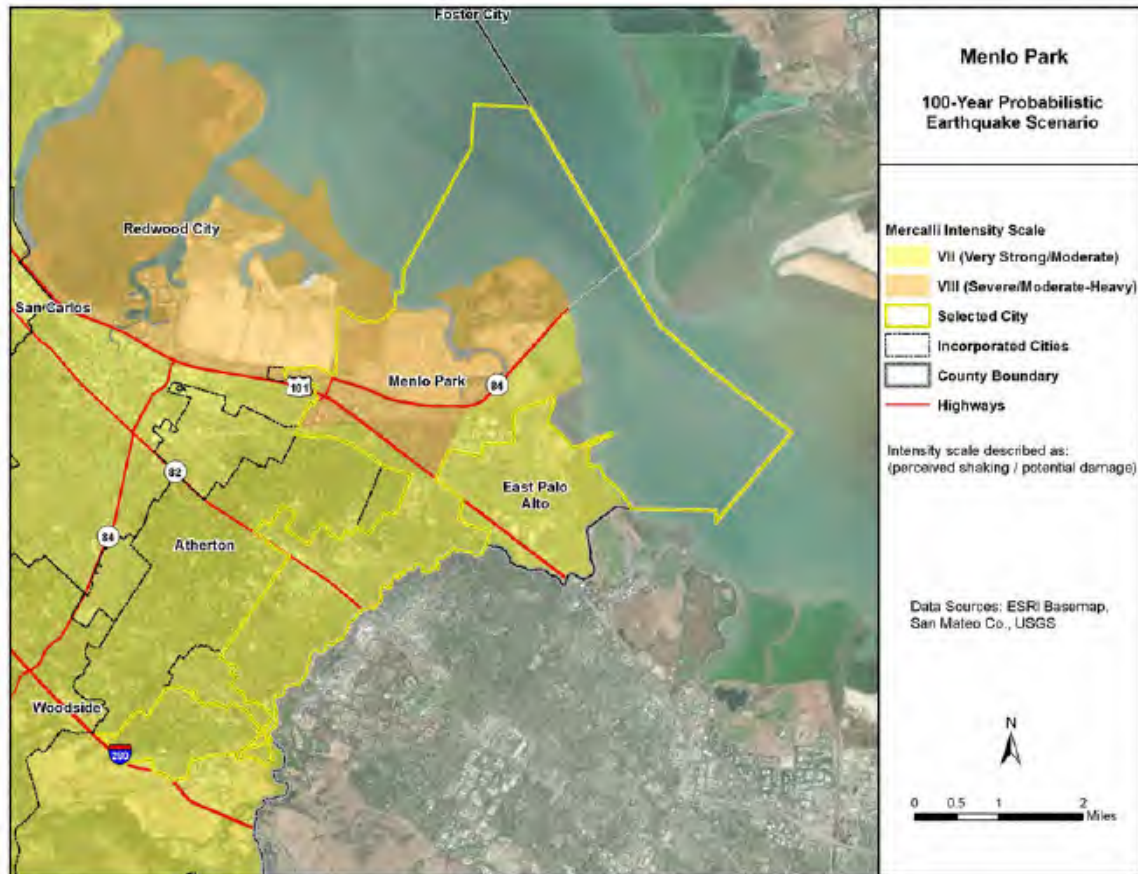 Foster City
Redwood City
San Carlos
101
Menlo Park
84
82
East Palo
Alto
84
Atherton
Woodside
280
Menlo Park
100-Year Probabilistic
Earthquake Scenario
Mercalli Intensity Scale
VII (Very Strong/Moderate)
VIII (Severe/Moderate-Heavy)
Selected City
Incorporated Cities
County Boundary
Highways
Intensity scale described as:
(perceived shaking / potential damage)
Data Sources: ESRI Basemap,
San Mateo Co., USGS
N
0 0.5 1 2
Miles